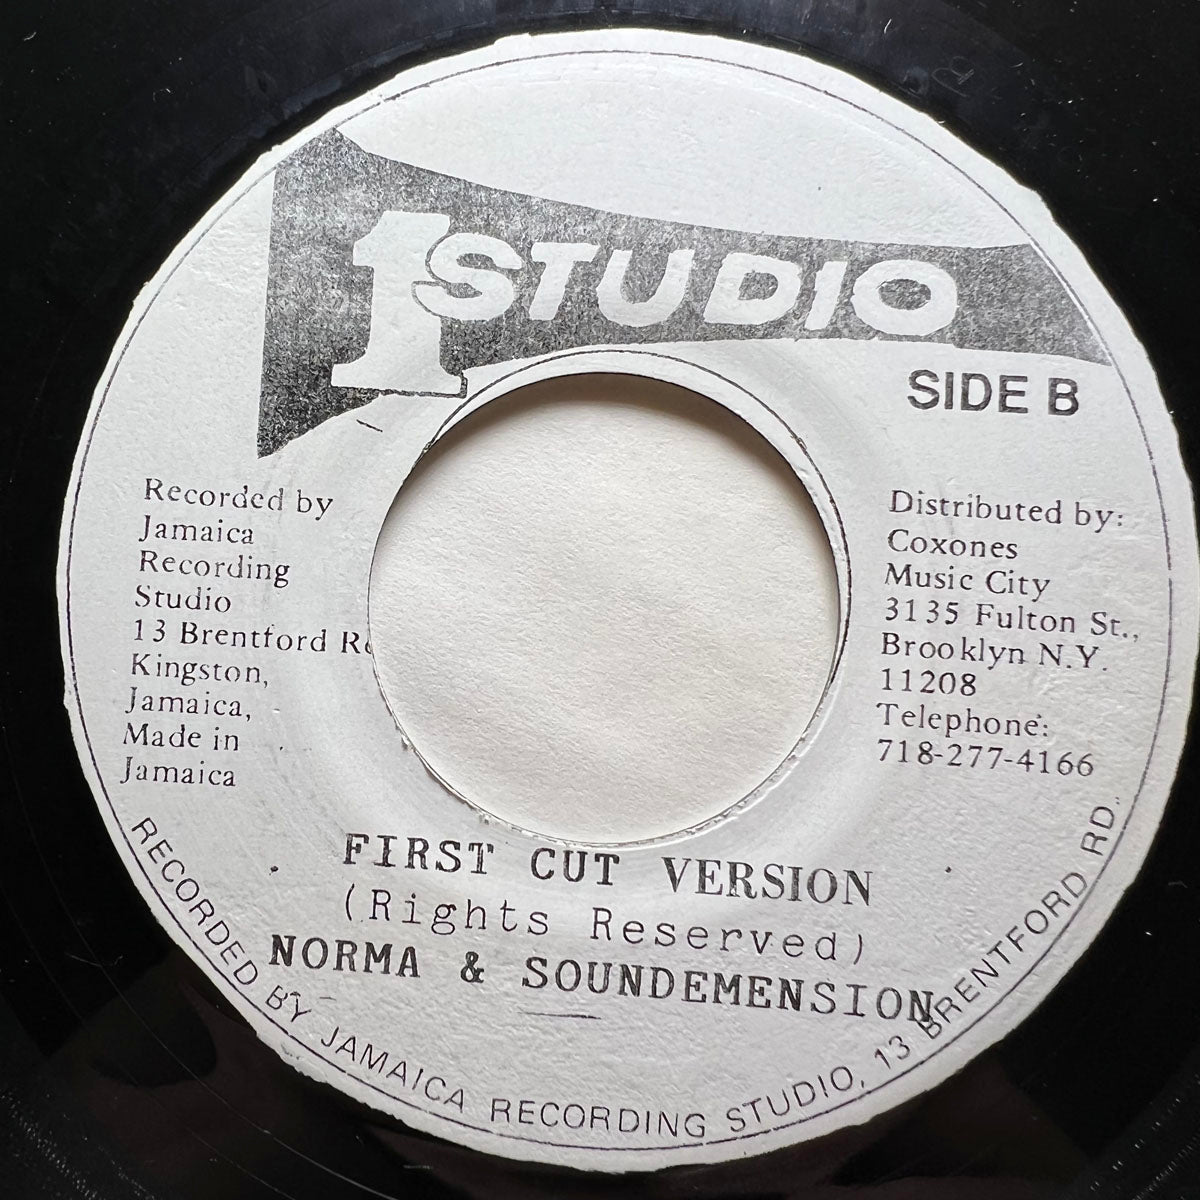 1 STUDIO
SIDE B
Recorded by
Jamaica
Recording
Studio
13 Brentford
Kingston,
Jamaica,
Made in
Jamaica
Distributed by:
Coxones
Music City
3135 Fulton St.,
Brooklyn N.Y.
11208
Telephone:
718-277-4166
FIRST CUT VERSION
(Rights Reserved)
NORMA & SOUNDEMENSION
RECORDED BY JAMAICA RECORDING STUDIO, 13 BRENTFORD RD.